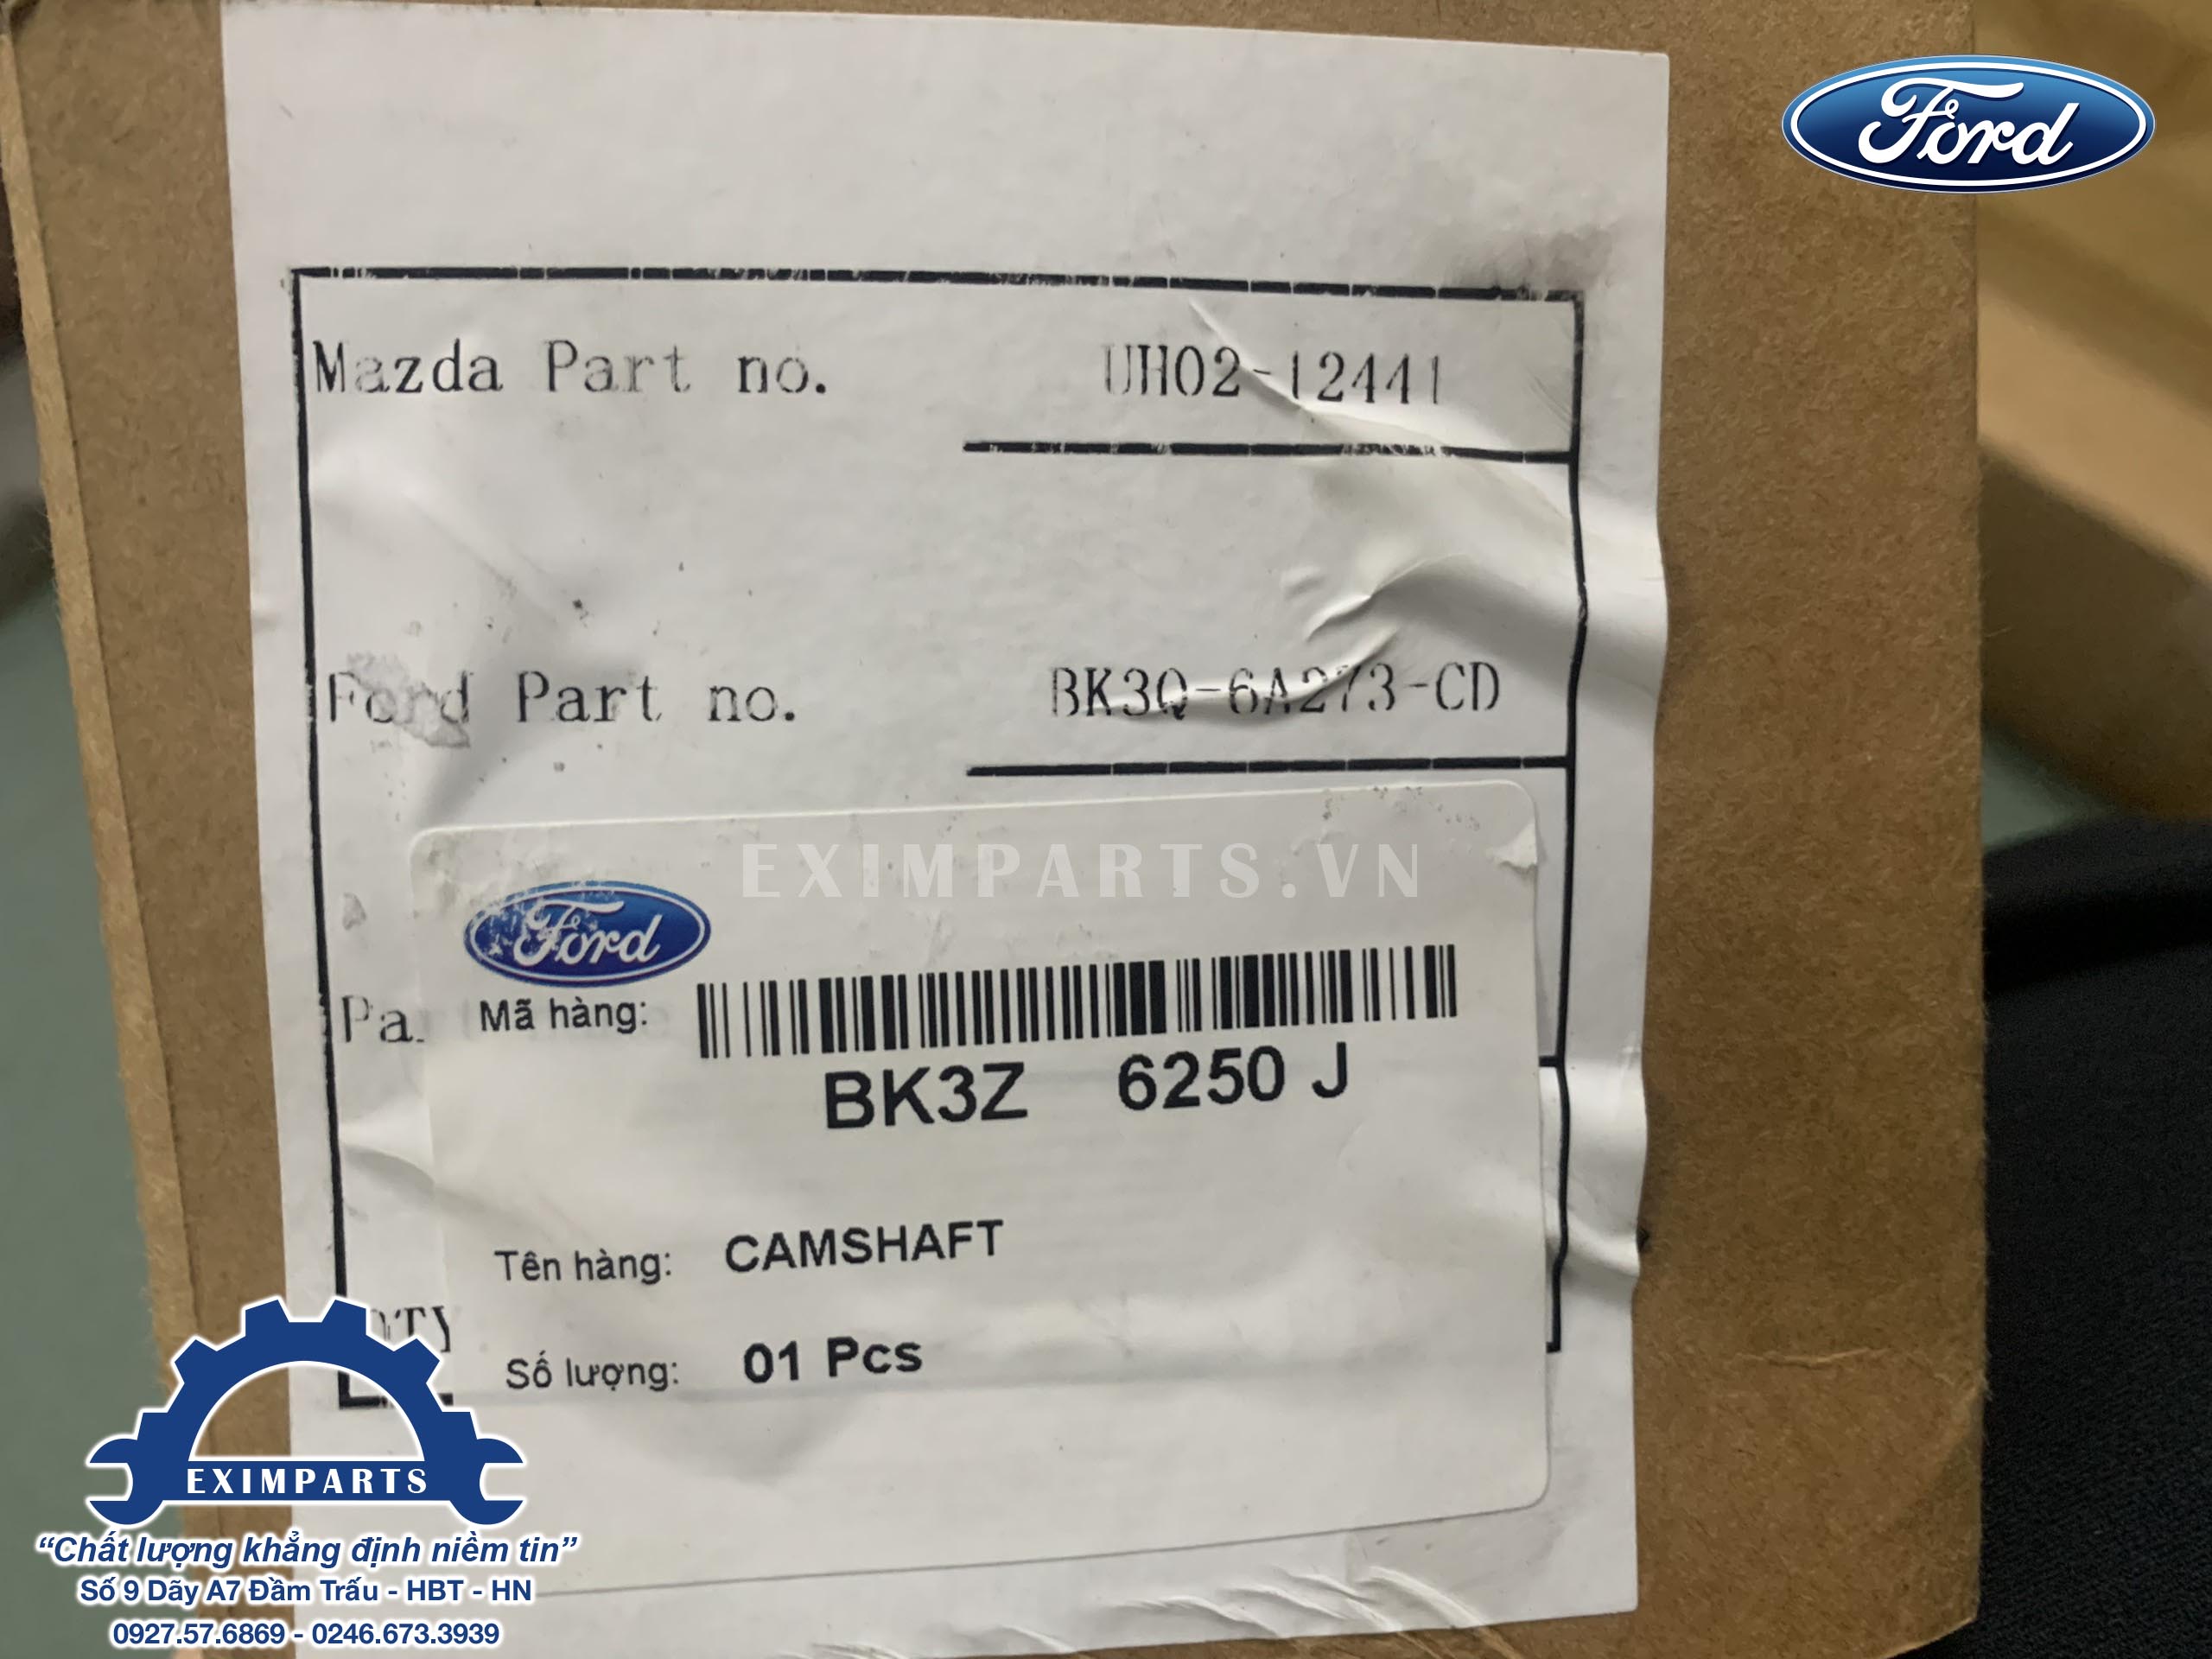 Ford
Mazda Part no. UH02-12441
Ford Part no. BK3Q-6A273-CD
EXIMPARTS.VN
Ford
Mã hàng:
BK3Z 6250 J
Tên hàng: CAMSHAFT
Số lượng: 01 Pcs
EXIMPARTS
“Chất lượng khẳng định niềm tin”
Số 9 Dãy A7 Đầm Trấu - HBT - HN
0927.57.6869 - 0246.673.3939